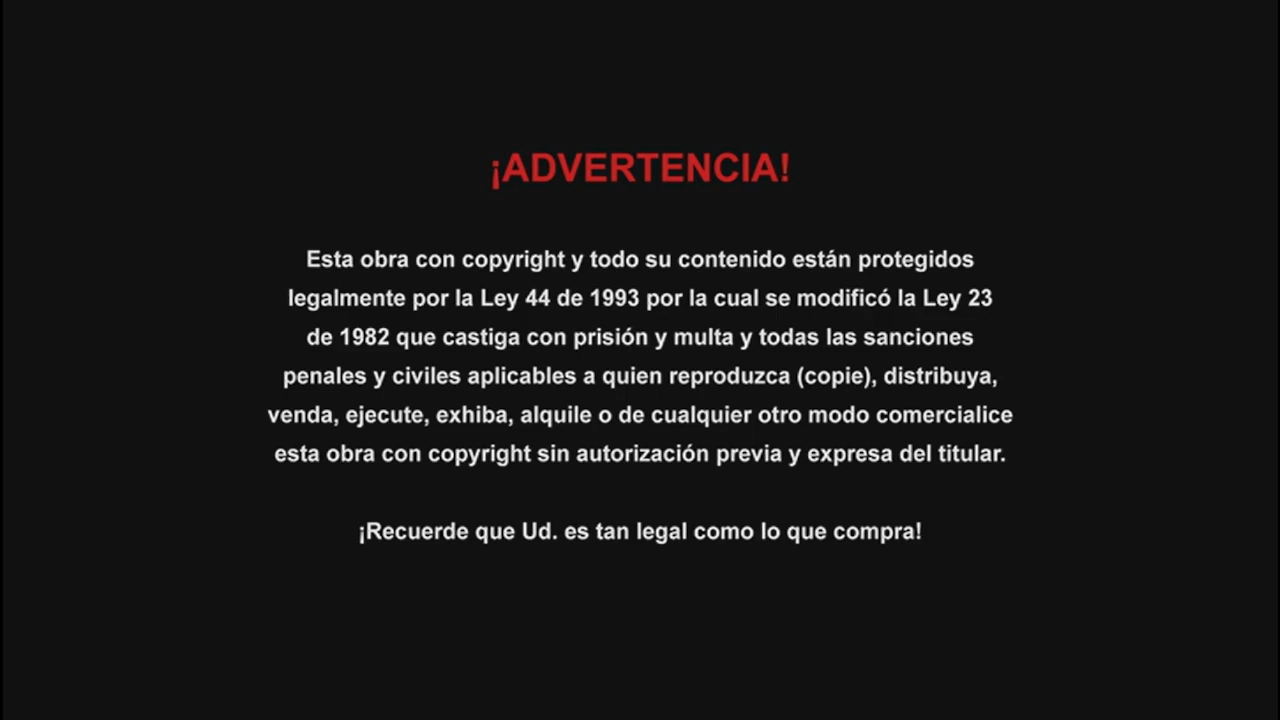 ¡ADVERTENCIA!
Esta obra con copyright y todo su contenido están protegidos
legalmente por la Ley 44 de 1993 por la cual se modificó la Ley 23
de 1982 que castiga con prisión y multa y todas las sanciones
penales y civiles aplicables a quien reproduzca (copie), distribuya,
venda, ejecute, exhiba, alquile o de cualquier otro modo comercialice
esta obra con copyright sin autorización previa y expresa del titular.
¡Recuerde que Ud. es tan legal como lo que compra!